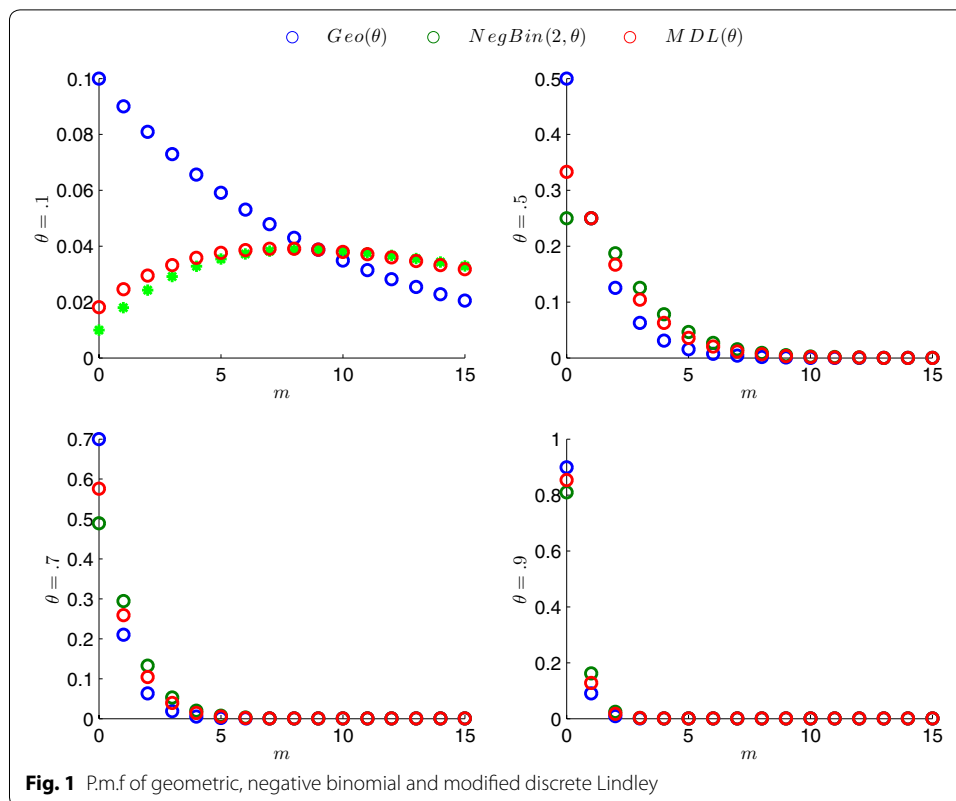 Geo(θ) NegBin(2, θ) MDL(θ)
0.1
0.08
0.06
0.04
0.02
0
θ = .1
0 5 10 15
m
0.5
0.4
0.3
0.2
0.1
0
θ = .5
0 5 10 15
m
0.7
0.6
0.5
0.4
0.3
0.2
0.1
0
θ = .7
0 5 10 15
m
1
0.8
0.6
0.4
0.2
0
θ = .9
0 5 10 15
m
Fig. 1 P.m.f of geometric, negative binomial and modified discrete Lindley